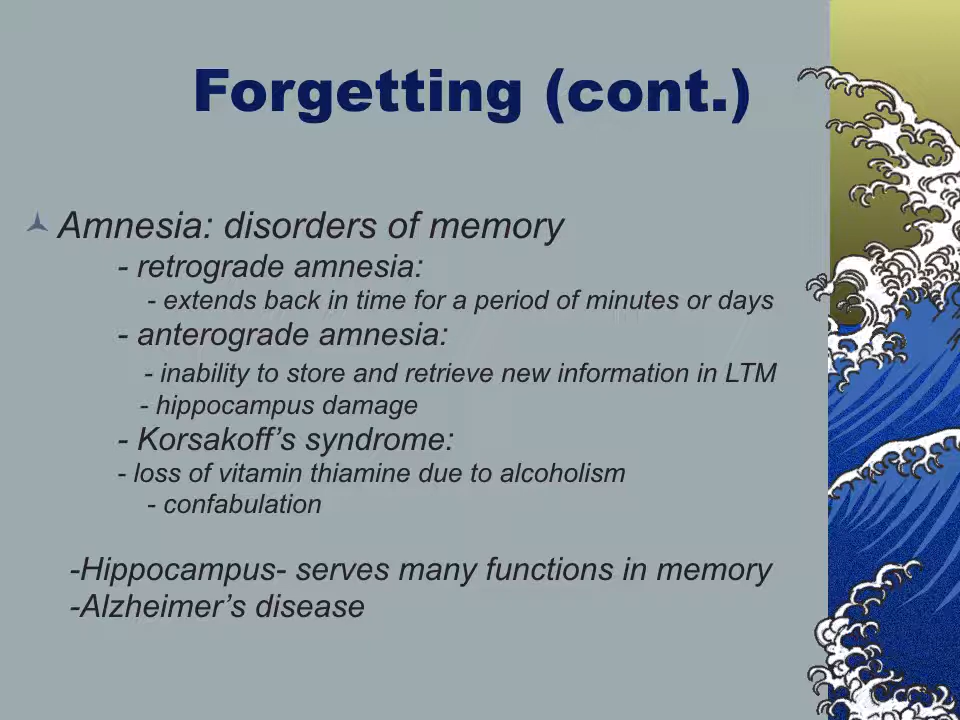 Forgetting (cont.)
Amnesia: disorders of memory
- retrograde amnesia:
- extends back in time for a period of minutes or days
- anterograde amnesia:
- inability to store and retrieve new information in LTM
- hippocampus damage
- Korsakoff’s syndrome:
- loss of vitamin thiamine due to alcoholism
- confabulation
-Hippocampus- serves many functions in memory
-Alzheimer’s disease